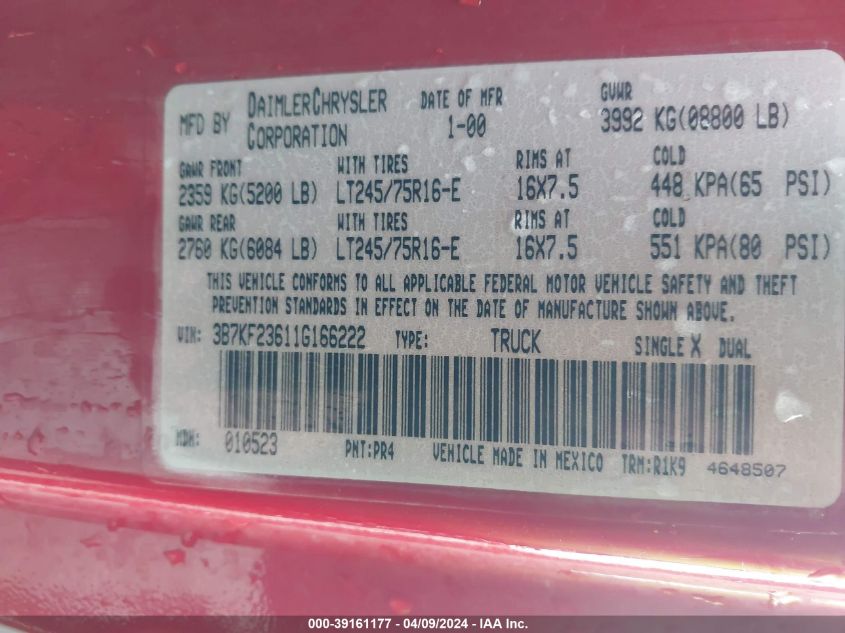 MFD BY DAIMLERCHRYSLER CORPORATION DATE OF MFR 1-00 GVWR 3992 KG(08800 LB)
GAWR FRONT WITH TIRES RIMS AT COLD
2359 KG(5200 LB) LT245/75R16-E 16X7.5 448 KPA(65 PSI)
GAWR REAR WITH TIRES RIMS AT COLD
2760 KG(6084 LB) LT245/75R16-E 16X7.5 551 KPA(80 PSI)
THIS VEHICLE CONFORMS TO ALL APPLICABLE FEDERAL MOTOR VEHICLE SAFETY AND THEFT
PREVENTION STANDARDS IN EFFECT ON THE DATE OF MANUFACTURE SHOWN ABOVE.
VIN: 3B7KF23611G166222 TYPE: TRUCK SINGLE X DUAL
MDH: 010523 PNT:PR4 VEHICLE MADE IN MEXICO TRM:R1K9 4648507
000-39161177 - 04/09/2024 - IAA Inc.